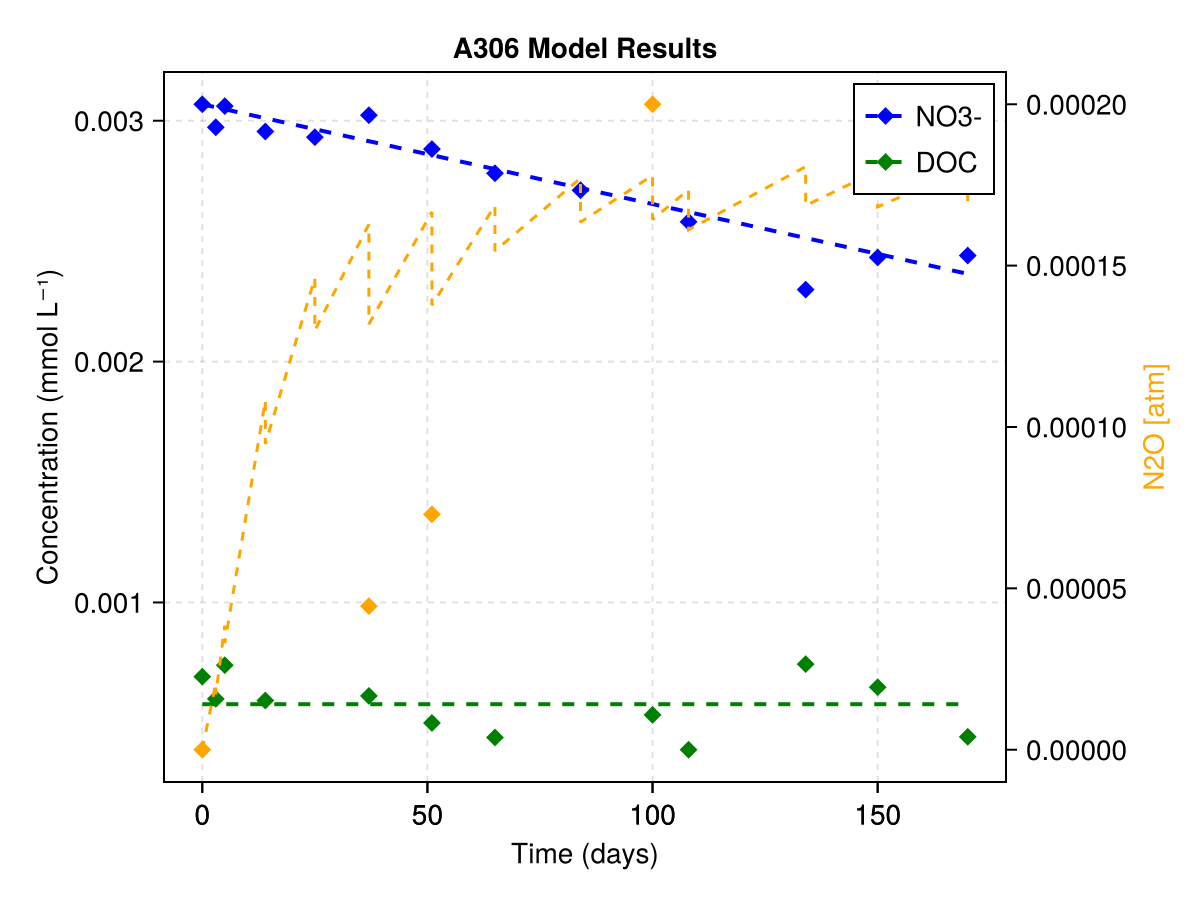 A306 Model Results
NO3-
DOC
0.003
0.002
0.001
Concentration (mmol L⁻¹)
0.00020
0.00015
0.00010
0.00005
0.00000
N2O [atm]
0
50
100
150
Time (days)